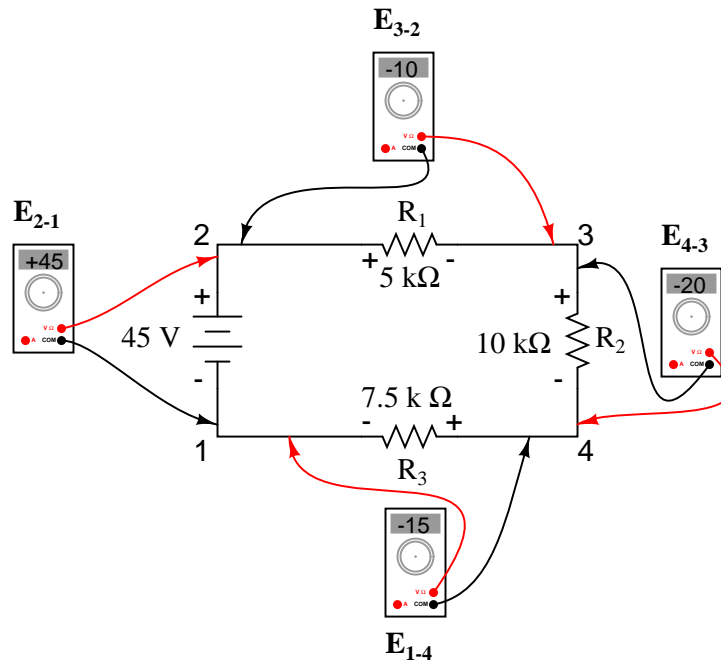 E3-2
-10
V Ω
A COM
E2-1
+45
V Ω
A COM
2
R1
+ -
5 kΩ
3
E4-3
-20
V Ω
A COM
+
45 V
-
+
10 kΩ R2
-
7.5 k Ω
- +
1
R3
4
-15
V Ω
A COM
E1-4